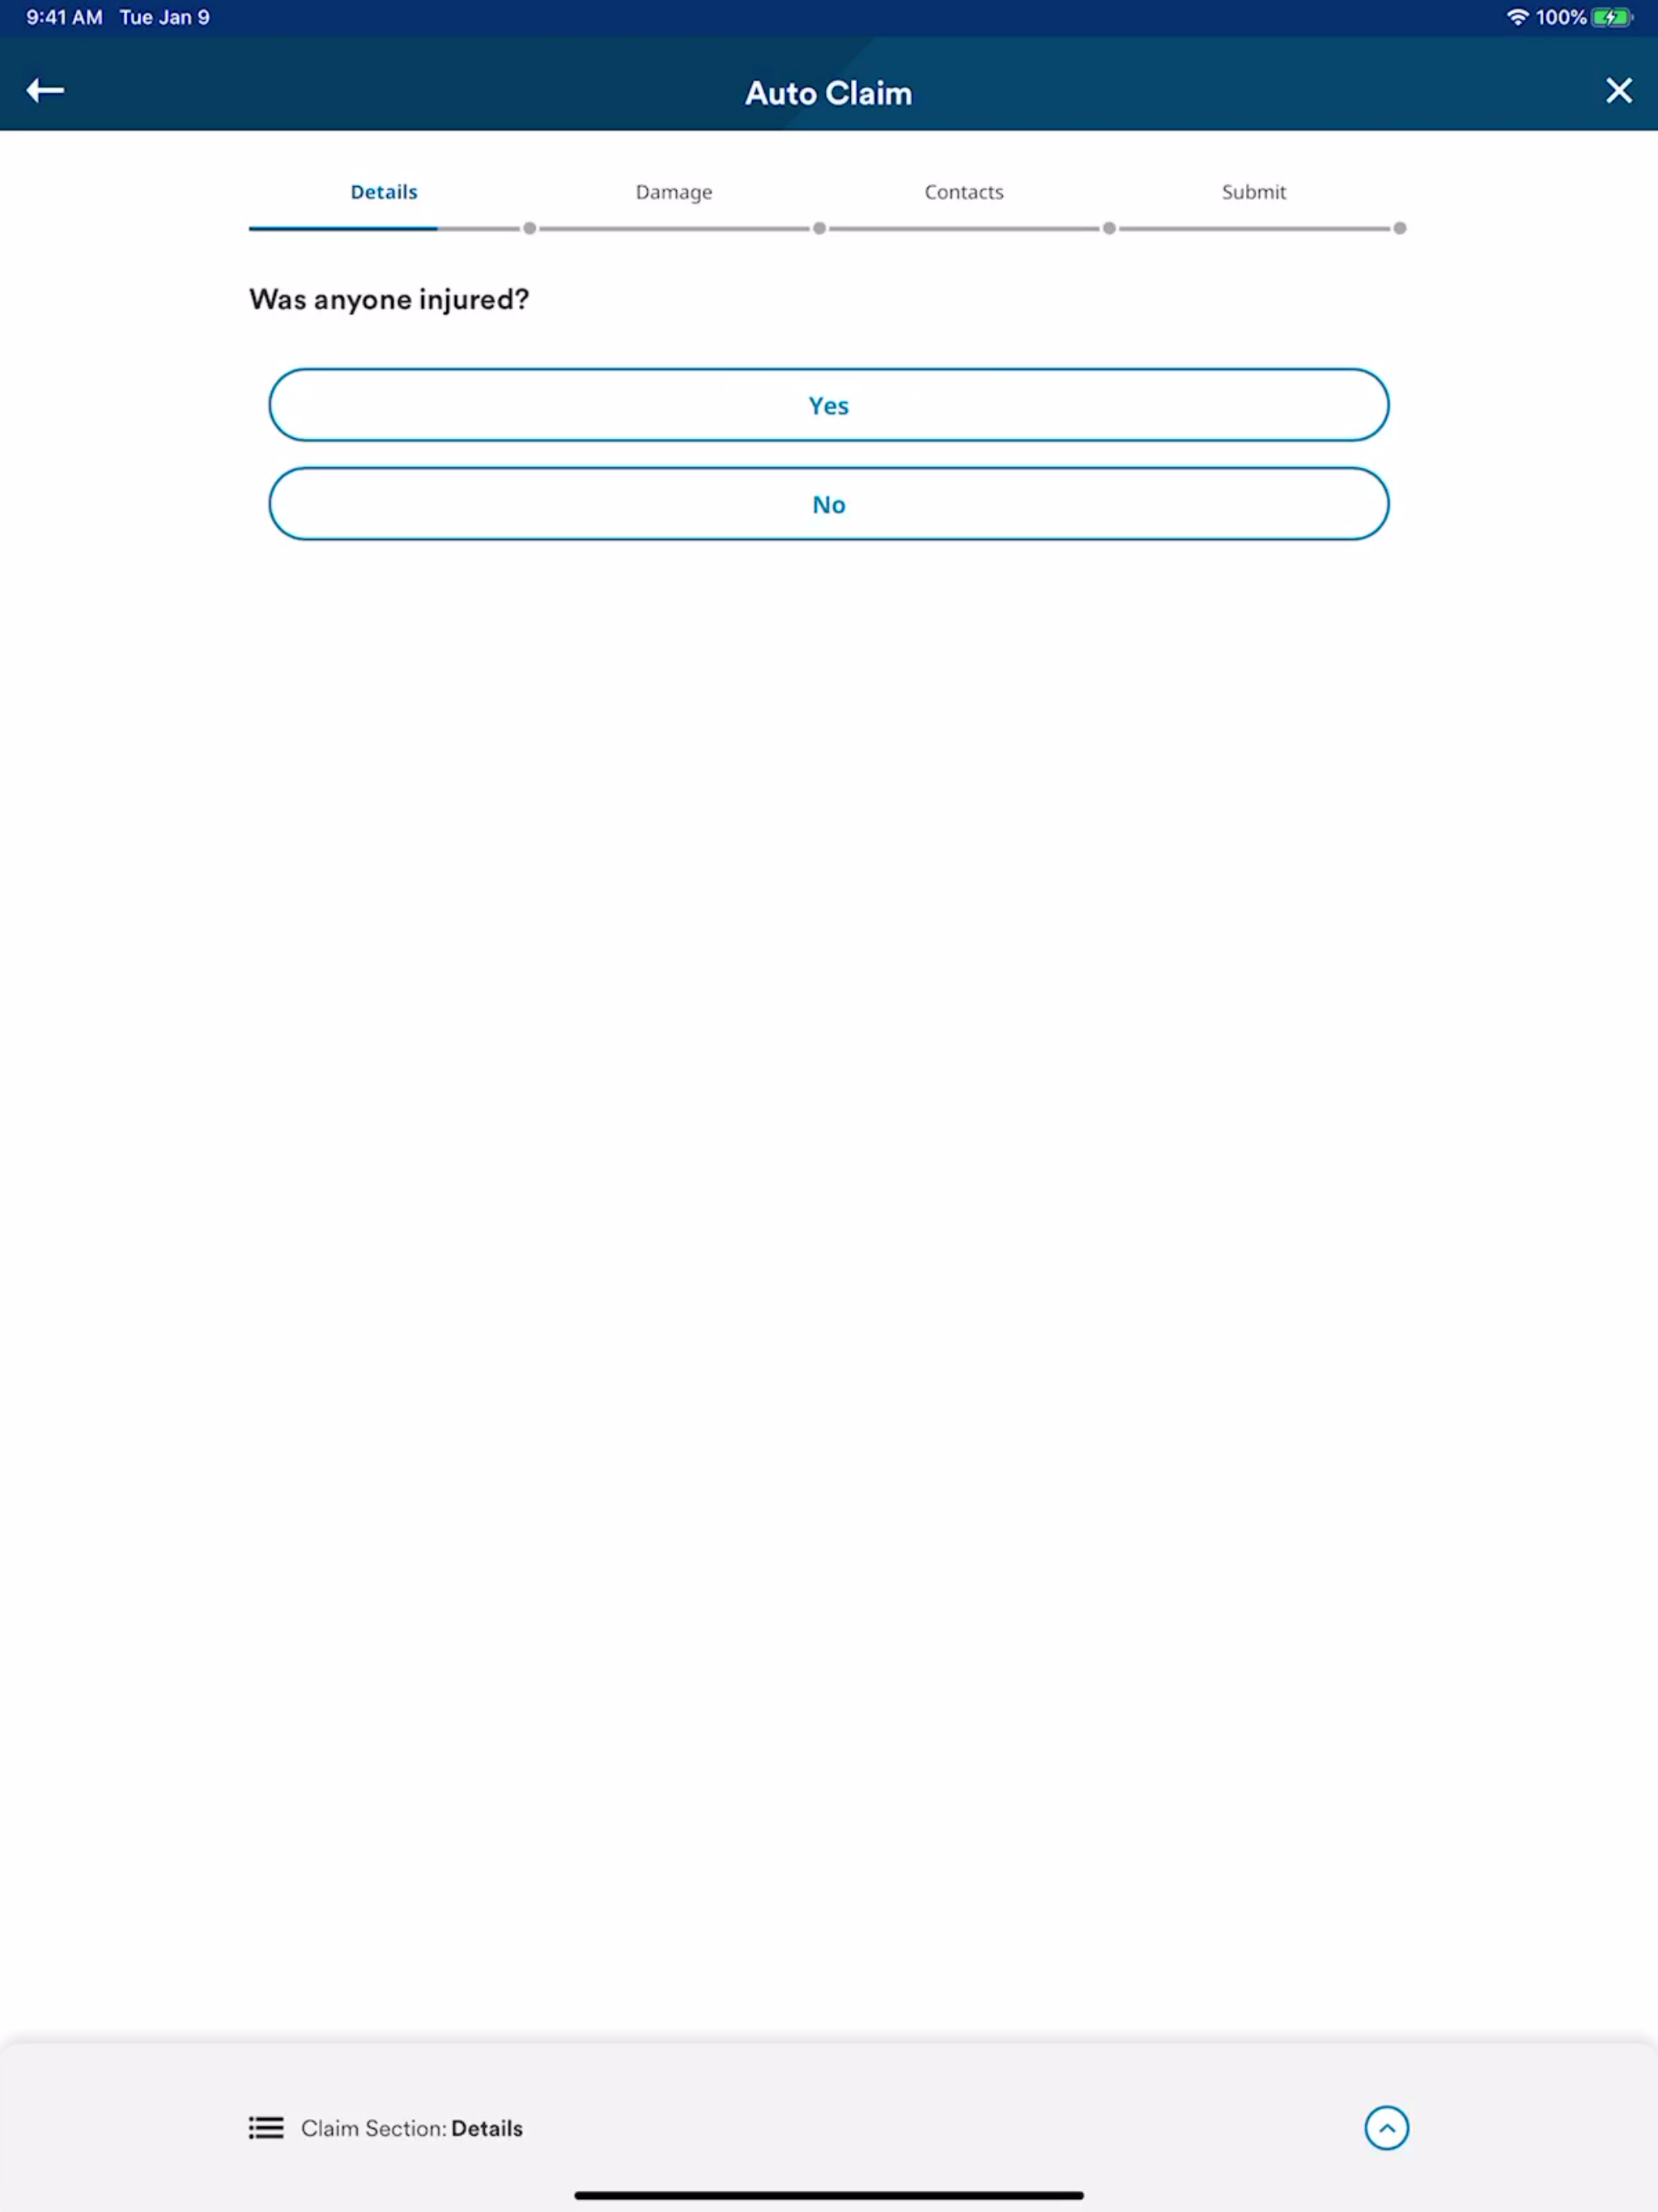 9:41 AM Tue Jan 9 100%
Auto Claim
Details Damage Contacts Submit
Was anyone injured?
Yes
No
Claim Section: Details